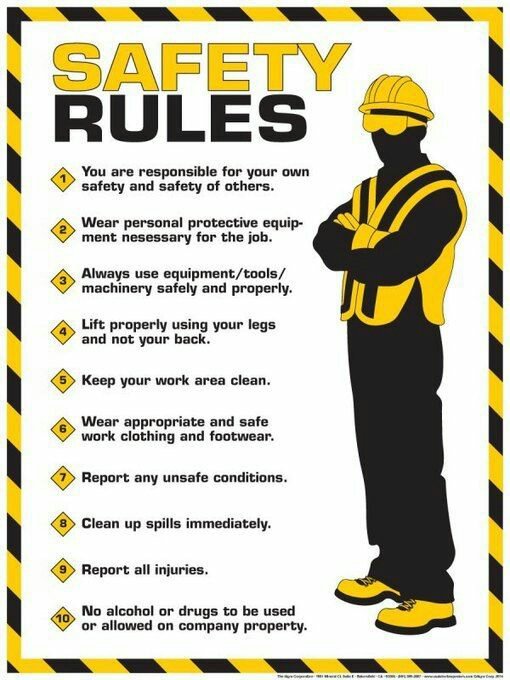 SAFETY
RULES
1 You are responsible for your own
safety and safety of others.
2 Wear personal protective equip-
ment nesessary for the job.
3 Always use equipment/tools/
machinery safely and properly.
4 Lift properly using your legs
and not your back.
5 Keep your work area clean.
6 Wear appropriate and safe
work clothing and footwear.
7 Report any unsafe conditions.
8 Clean up spills immediately.
9 Report all injuries.
10 No alcohol or drugs to be used
or allowed on company property.